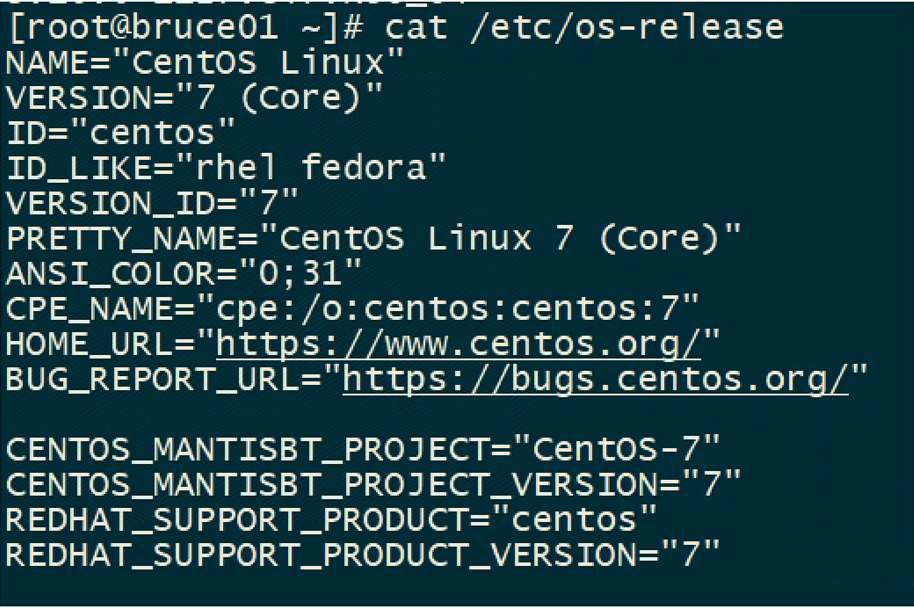 [root@bruce01 ~]# cat /etc/os-release
NAME="CentOS Linux"
VERSION="7 (Core)"
ID="centos"
ID_LIKE="rhel fedora"
VERSION_ID="7"
PRETTY_NAME="CentOS Linux 7 (Core)"
ANSI_COLOR="0;31"
CPE_NAME="cpe:/o:centos:centos:7"
HOME_URL="https://www.centos.org/"
BUG_REPORT_URL="https://bugs.centos.org/"
CENTOS_MANTISBT_PROJECT="CentOS-7"
CENTOS_MANTISBT_PROJECT_VERSION="7"
REDHAT_SUPPORT_PRODUCT="centos"
REDHAT_SUPPORT_PRODUCT_VERSION="7"